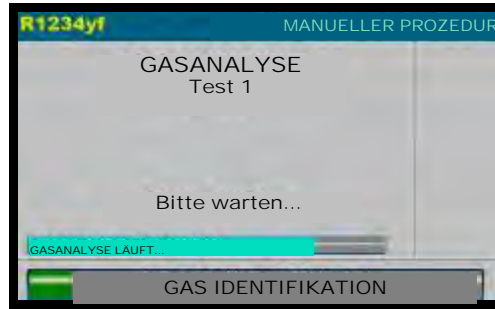 R1234yf MANUELLER PROZEDUR
GASANALYSE
Test 1
Bitte warten...
GASANALYSE LÄUFT...
GAS IDENTIFIKATION